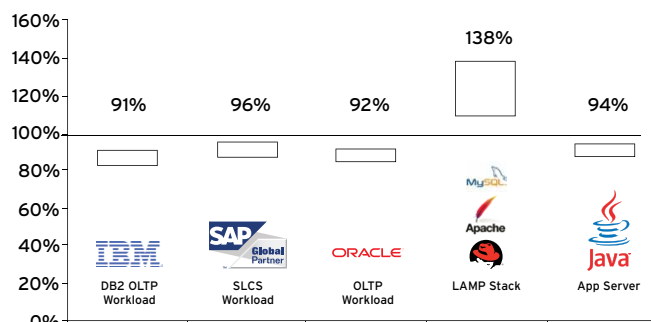 160%
140%
120%
100%
80%
60%
40%
20%
0%
91%
96%
92%
138%
94%
IBM
SAP
Global
Partner
ORACLE
MySQL
Apache
Java
DB2 OLTP
Workload
SLCS
Workload
OLTP
Workload
LAMP Stack
App Server